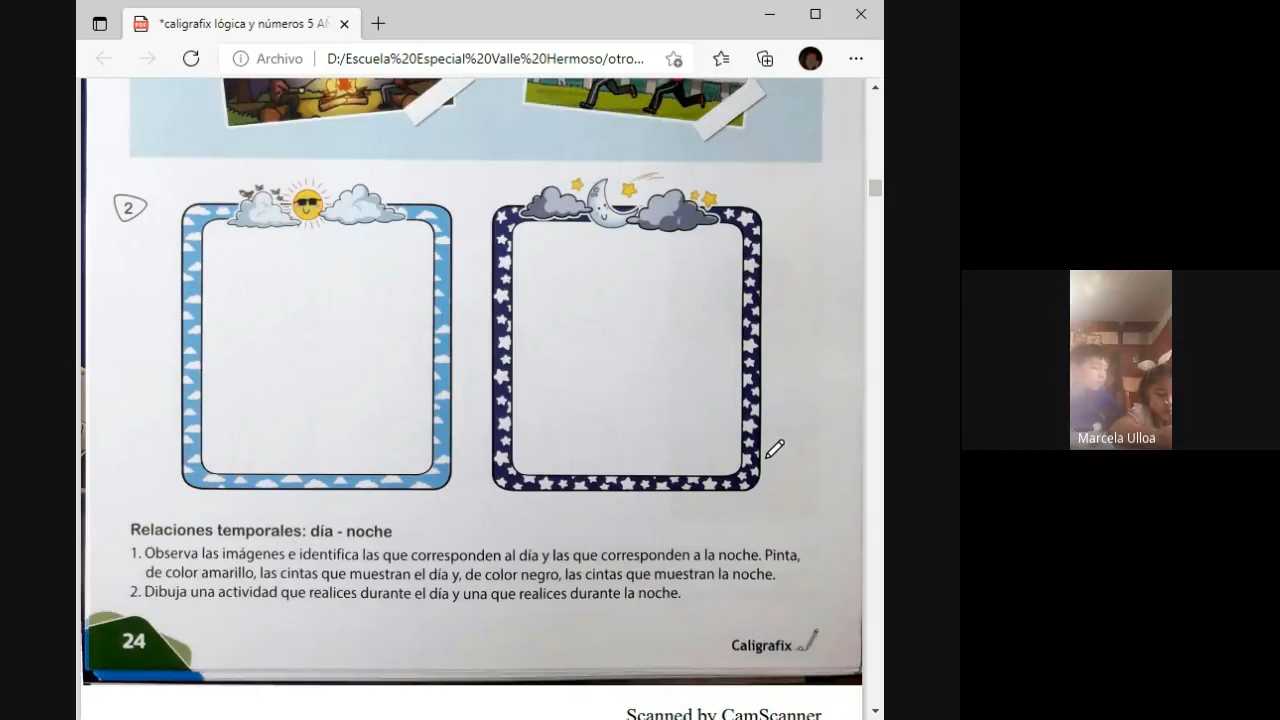 *caligrafix lógica y números 5 AÑ
Archivo
D:/Escuela%20Especial%20Valle%20Hermoso/otro...
2
Relaciones temporales: día - noche
1. Observa las imágenes e identifica las que corresponden al día y las que corresponden a la noche. Pinta,
de color amarillo, las cintas que muestran el día y, de color negro, las cintas que muestran la noche.
2. Dibuja una actividad que realices durante el día y una que realices durante la noche.
24
Caligrafix
Scanned by CamScanner
Marcela Ulloa